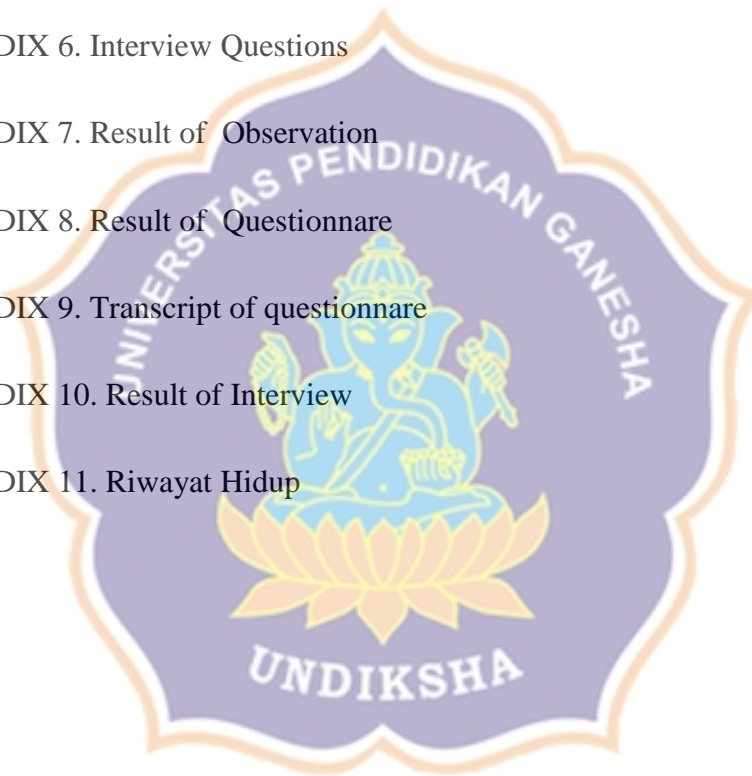 DIX 6. Interview Questions
DIX 7. Result of Observation
DIX 8. Result of Questionnare
DIX 9. Transcript of questionnare
DIX 10. Result of Interview
DIX 11. Riwayat Hidup
UNIVERSITAS PENDIDIKAN GANESHA
UNDIKSHA